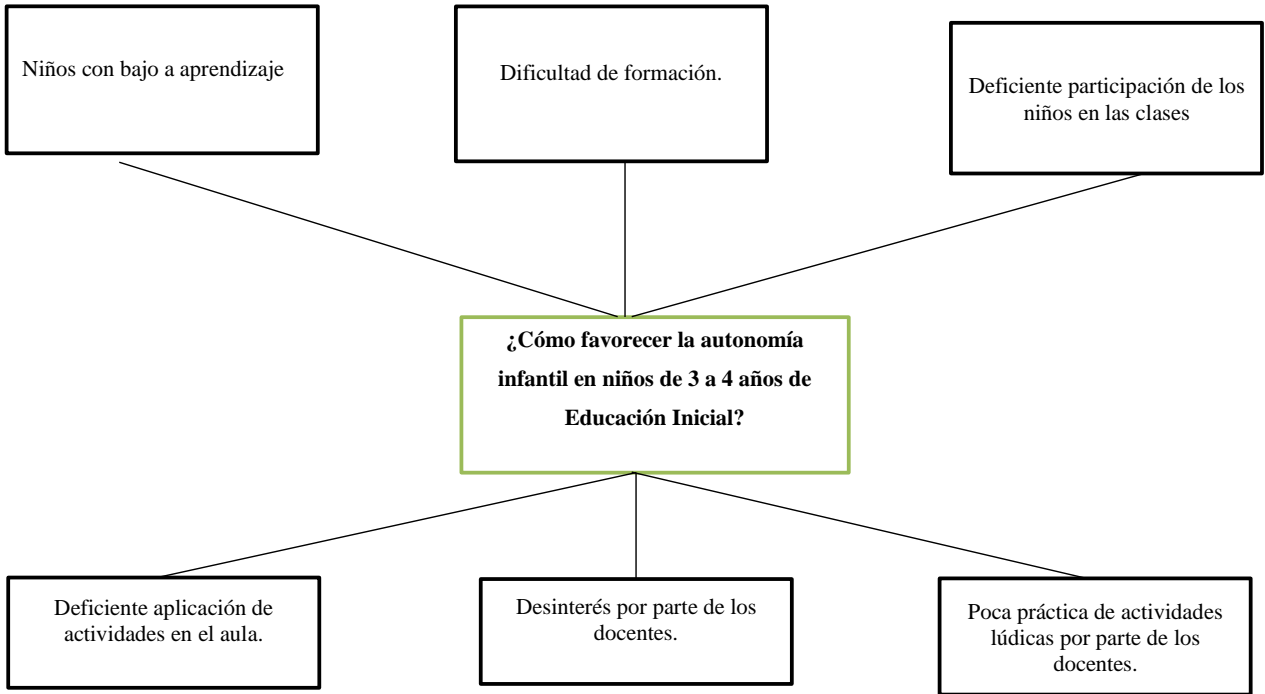 Niños con bajo a aprendizaje
Dificultad de formación.
Deficiente participación de los
niños en las clases
¿Cómo favorecer la autonomía
infantil en niños de 3 a 4 años de
Educación Inicial?
Deficiente aplicación de
actividades en el aula.
Desinterés por parte de los
docentes.
Poca práctica de actividades
lúdicas por parte de los
docentes.